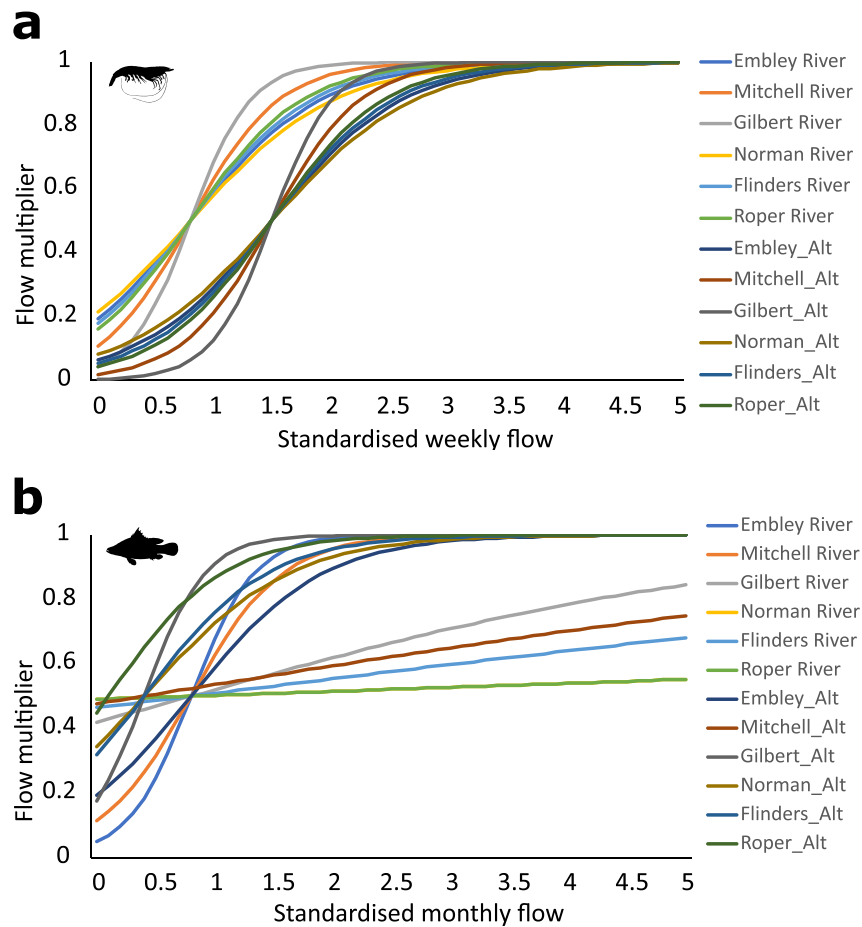 a
Flow multiplier
1
0.8
0.6
0.4
0.2
0
0 0.5 1 1.5 2 2.5 3 3.5 4 4.5 5
Standardised weekly flow
Embley River
Mitchell River
Gilbert River
Norman River
Flinders River
Roper River
Embley_Alt
Mitchell_Alt
Gilbert_Alt
Norman_Alt
Flinders_Alt
Roper_Alt
b
Flow multiplier
1
0.8
0.6
0.4
0.2
0
0 0.5 1 1.5 2 2.5 3 3.5 4 4.5 5
Standardised monthly flow
Embley River
Mitchell River
Gilbert River
Norman River
Flinders River
Roper River
Embley_Alt
Mitchell_Alt
Gilbert_Alt
Norman_Alt
Flinders_Alt
Roper_Alt